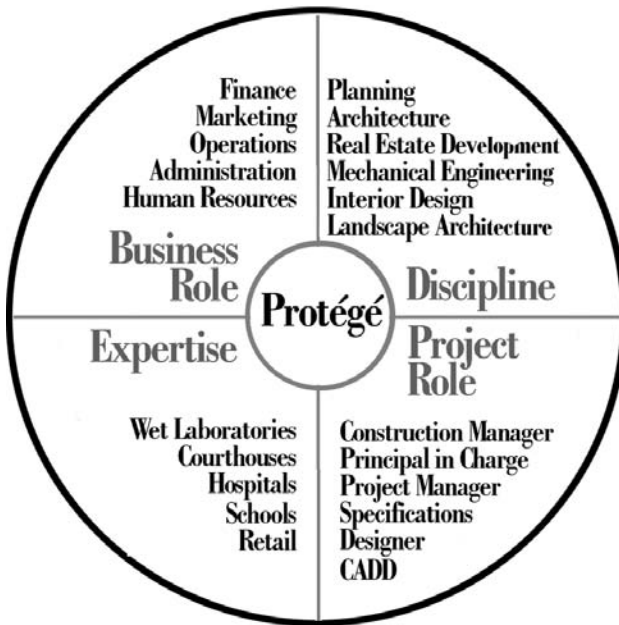 Finance
Marketing
Operations
Administration
Human Resources
Business
Role
Planning
Architecture
Real Estate Development
Mechanical Engineering
Interior Design
Landscape Architecture
Discipline
Protégé
Expertise
Wet Laboratories
Courthouses
Hospitals
Schools
Retail
Project
Role
Construction Manager
Principal in Charge
Project Manager
Specifications
Designer
CADD